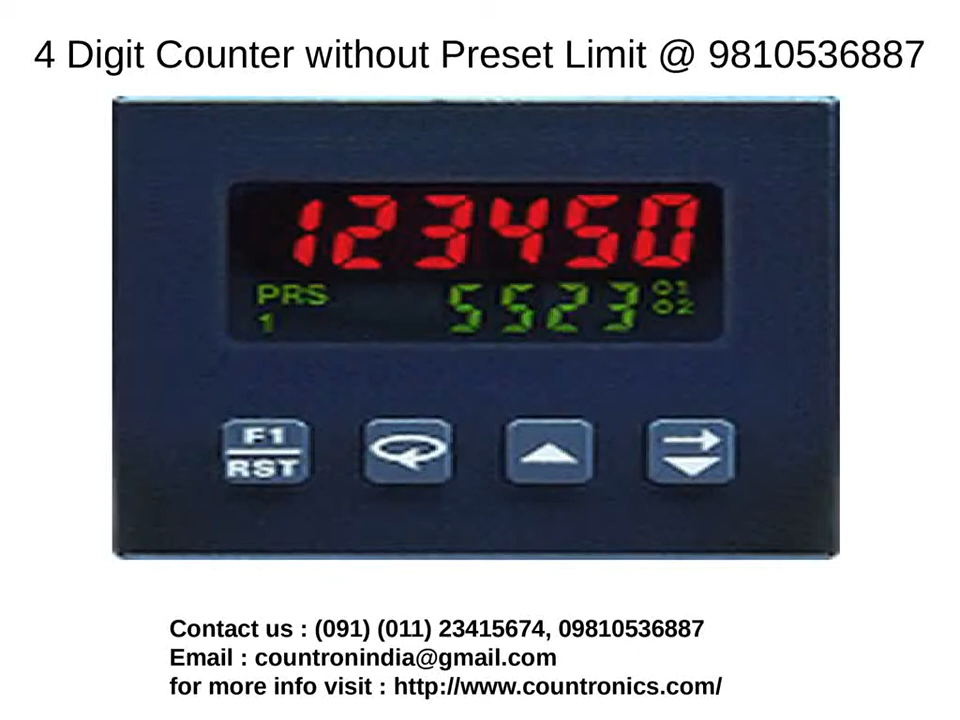 4 Digit Counter without Preset Limit @ 9810536887
123450
PRS 5523 O1
1 O2
F1
RST
Contact us : (091) (011) 23415674, 09810536887
Email : countronindia@gmail.com
for more info visit : http://www.countronics.com/